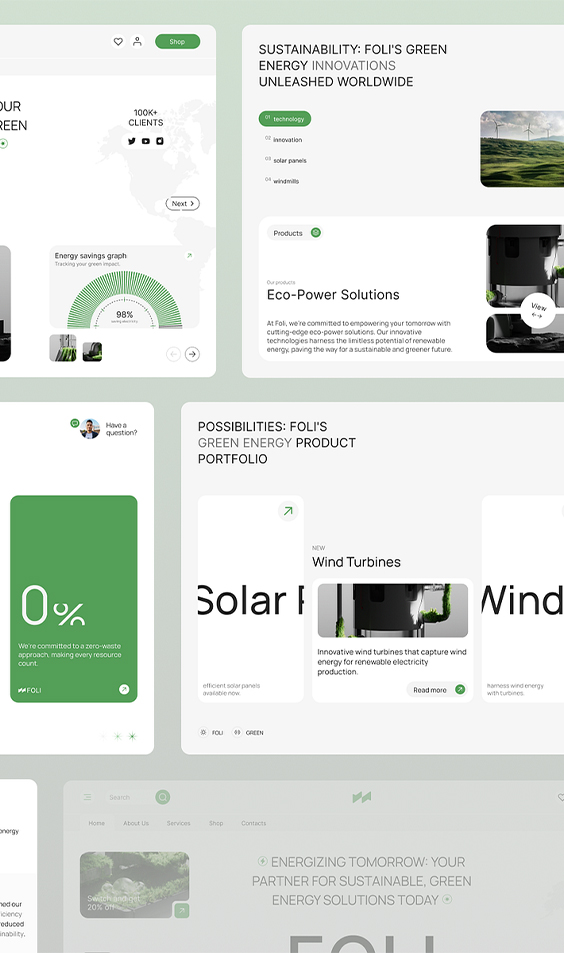 Shop
OUR
REEN
100K+
CLIENTS
Next
Energy savings graph
Tracking your green impact.
98%
saving electricity
SUSTAINABILITY: FOLI'S GREEN
ENERGY INNOVATIONS
UNLEASHED WORLDWIDE
01 technology
02 innovation
03 solar panels
04 windmills
Products
Our products
Eco-Power Solutions
At Foli, we're committed to empowering your tomorrow with
cutting-edge eco-power solutions. Our innovative
technologies harness the limitless potential of renewable
energy, paving the way for a sustainable and greener future.
View
Have a
question?
0%
We're committed to a zero-waste
approach, making every resource
count.
FOLI
POSSIBILITIES: FOLI'S
GREEN ENERGY PRODUCT
PORTFOLIO
Solar P
efficient solar panels
available now.
NEW
Wind Turbines
Innovative wind turbines that capture wind
energy for renewable electricity
production.
Read more
Wind
harness wind energy
with turbines.
FOLI
GREEN
energy
ned our
ficiency
reduced
inability,
Search
Home
About Us
Services
Shop
Contacts
Switch and get
20% off
ENERGIZING TOMORROW: YOUR
PARTNER FOR SUSTAINABLE, GREEN
ENERGY SOLUTIONS TODAY
FOLI